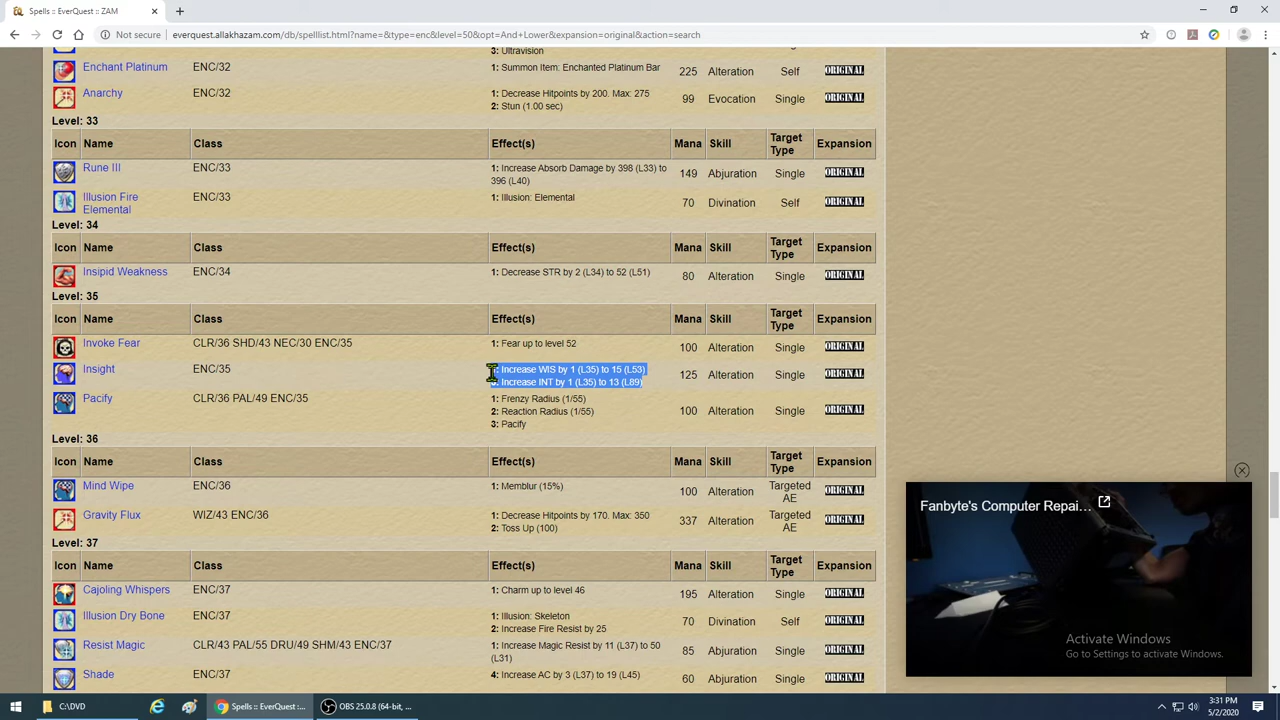 Spells :: EverQuest :: ZAM
Not secure
everquest.allakhazam.com/db/spelllist.html?name=&type=enc&level=50&opt=And+Lower&expansion=original&action=search
3: Ultravision
Enchant Platinum ENC/32 1: Summon Item: Enchanted Platinum Bar 225 Alteration Self ORIGINAL
Anarchy ENC/32 1: Decrease Hitpoints by 200. Max: 275 99 Evocation Single ORIGINAL
2: Stun (1.00 sec)
Level: 33
Icon Name Class Effect(s) Mana Skill Target Type Expansion
Rune III ENC/33 1: Increase Absorb Damage by 398 (L33) to 149 Abjuration Single ORIGINAL
396 (L40)
Illusion Fire ENC/33 1: Illusion: Elemental 70 Divination Self ORIGINAL
Elemental
Level: 34
Icon Name Class Effect(s) Mana Skill Target Type Expansion
Insipid Weakness ENC/34 1: Decrease STR by 2 (L34) to 52 (L51) 80 Alteration Single ORIGINAL
Level: 35
Icon Name Class Effect(s) Mana Skill Target Type Expansion
Invoke Fear CLR/36 SHD/43 NEC/30 ENC/35 1: Fear up to level 52 100 Alteration Single ORIGINAL
Insight ENC/35 Increase WIS by 1 (L35) to 15 (L53) 125 Alteration Single ORIGINAL
Increase INT by 1 (L35) to 13 (L89)
Pacify CLR/36 PAL/49 ENC/35 1: Frenzy Radius (1/55) 100 Alteration Single ORIGINAL
2: Reaction Radius (1/55)
3: Pacify
Level: 36
Icon Name Class Effect(s) Mana Skill Target Type Expansion
Mind Wipe ENC/36 1: Memblur (15%) 100 Alteration Targeted AE ORIGINAL
Gravity Flux WIZ/43 ENC/36 1: Decrease Hitpoints by 170. Max: 350 337 Alteration Targeted AE ORIGINAL
2: Toss Up (100)
Level: 37
Icon Name Class Effect(s) Mana Skill Target Type Expansion
Cajoling Whispers ENC/37 1: Charm up to level 46 195 Alteration Single ORIGINAL
Illusion Dry Bone ENC/37 1: Illusion: Skeleton 70 Divination Self ORIGINAL
2: Increase Fire Resist by 25
Resist Magic CLR/43 PAL/55 DRU/49 SHM/43 ENC/37 1: Increase Magic Resist by 11 (L37) to 50 85 Abjuration Single ORIGINAL
(L31)
Shade ENC/37 4: Increase AC by 3 (L37) to 19 (L45) 60 Abjuration Single ORIGINAL
Fanbyte's Computer Repai...
Activate Windows
Go to Settings to activate Windows.
C:\DVD
Spells :: EverQuest ::
OBS 25.0.8 (64-bit, ...
3:31 PM
5/2/2020